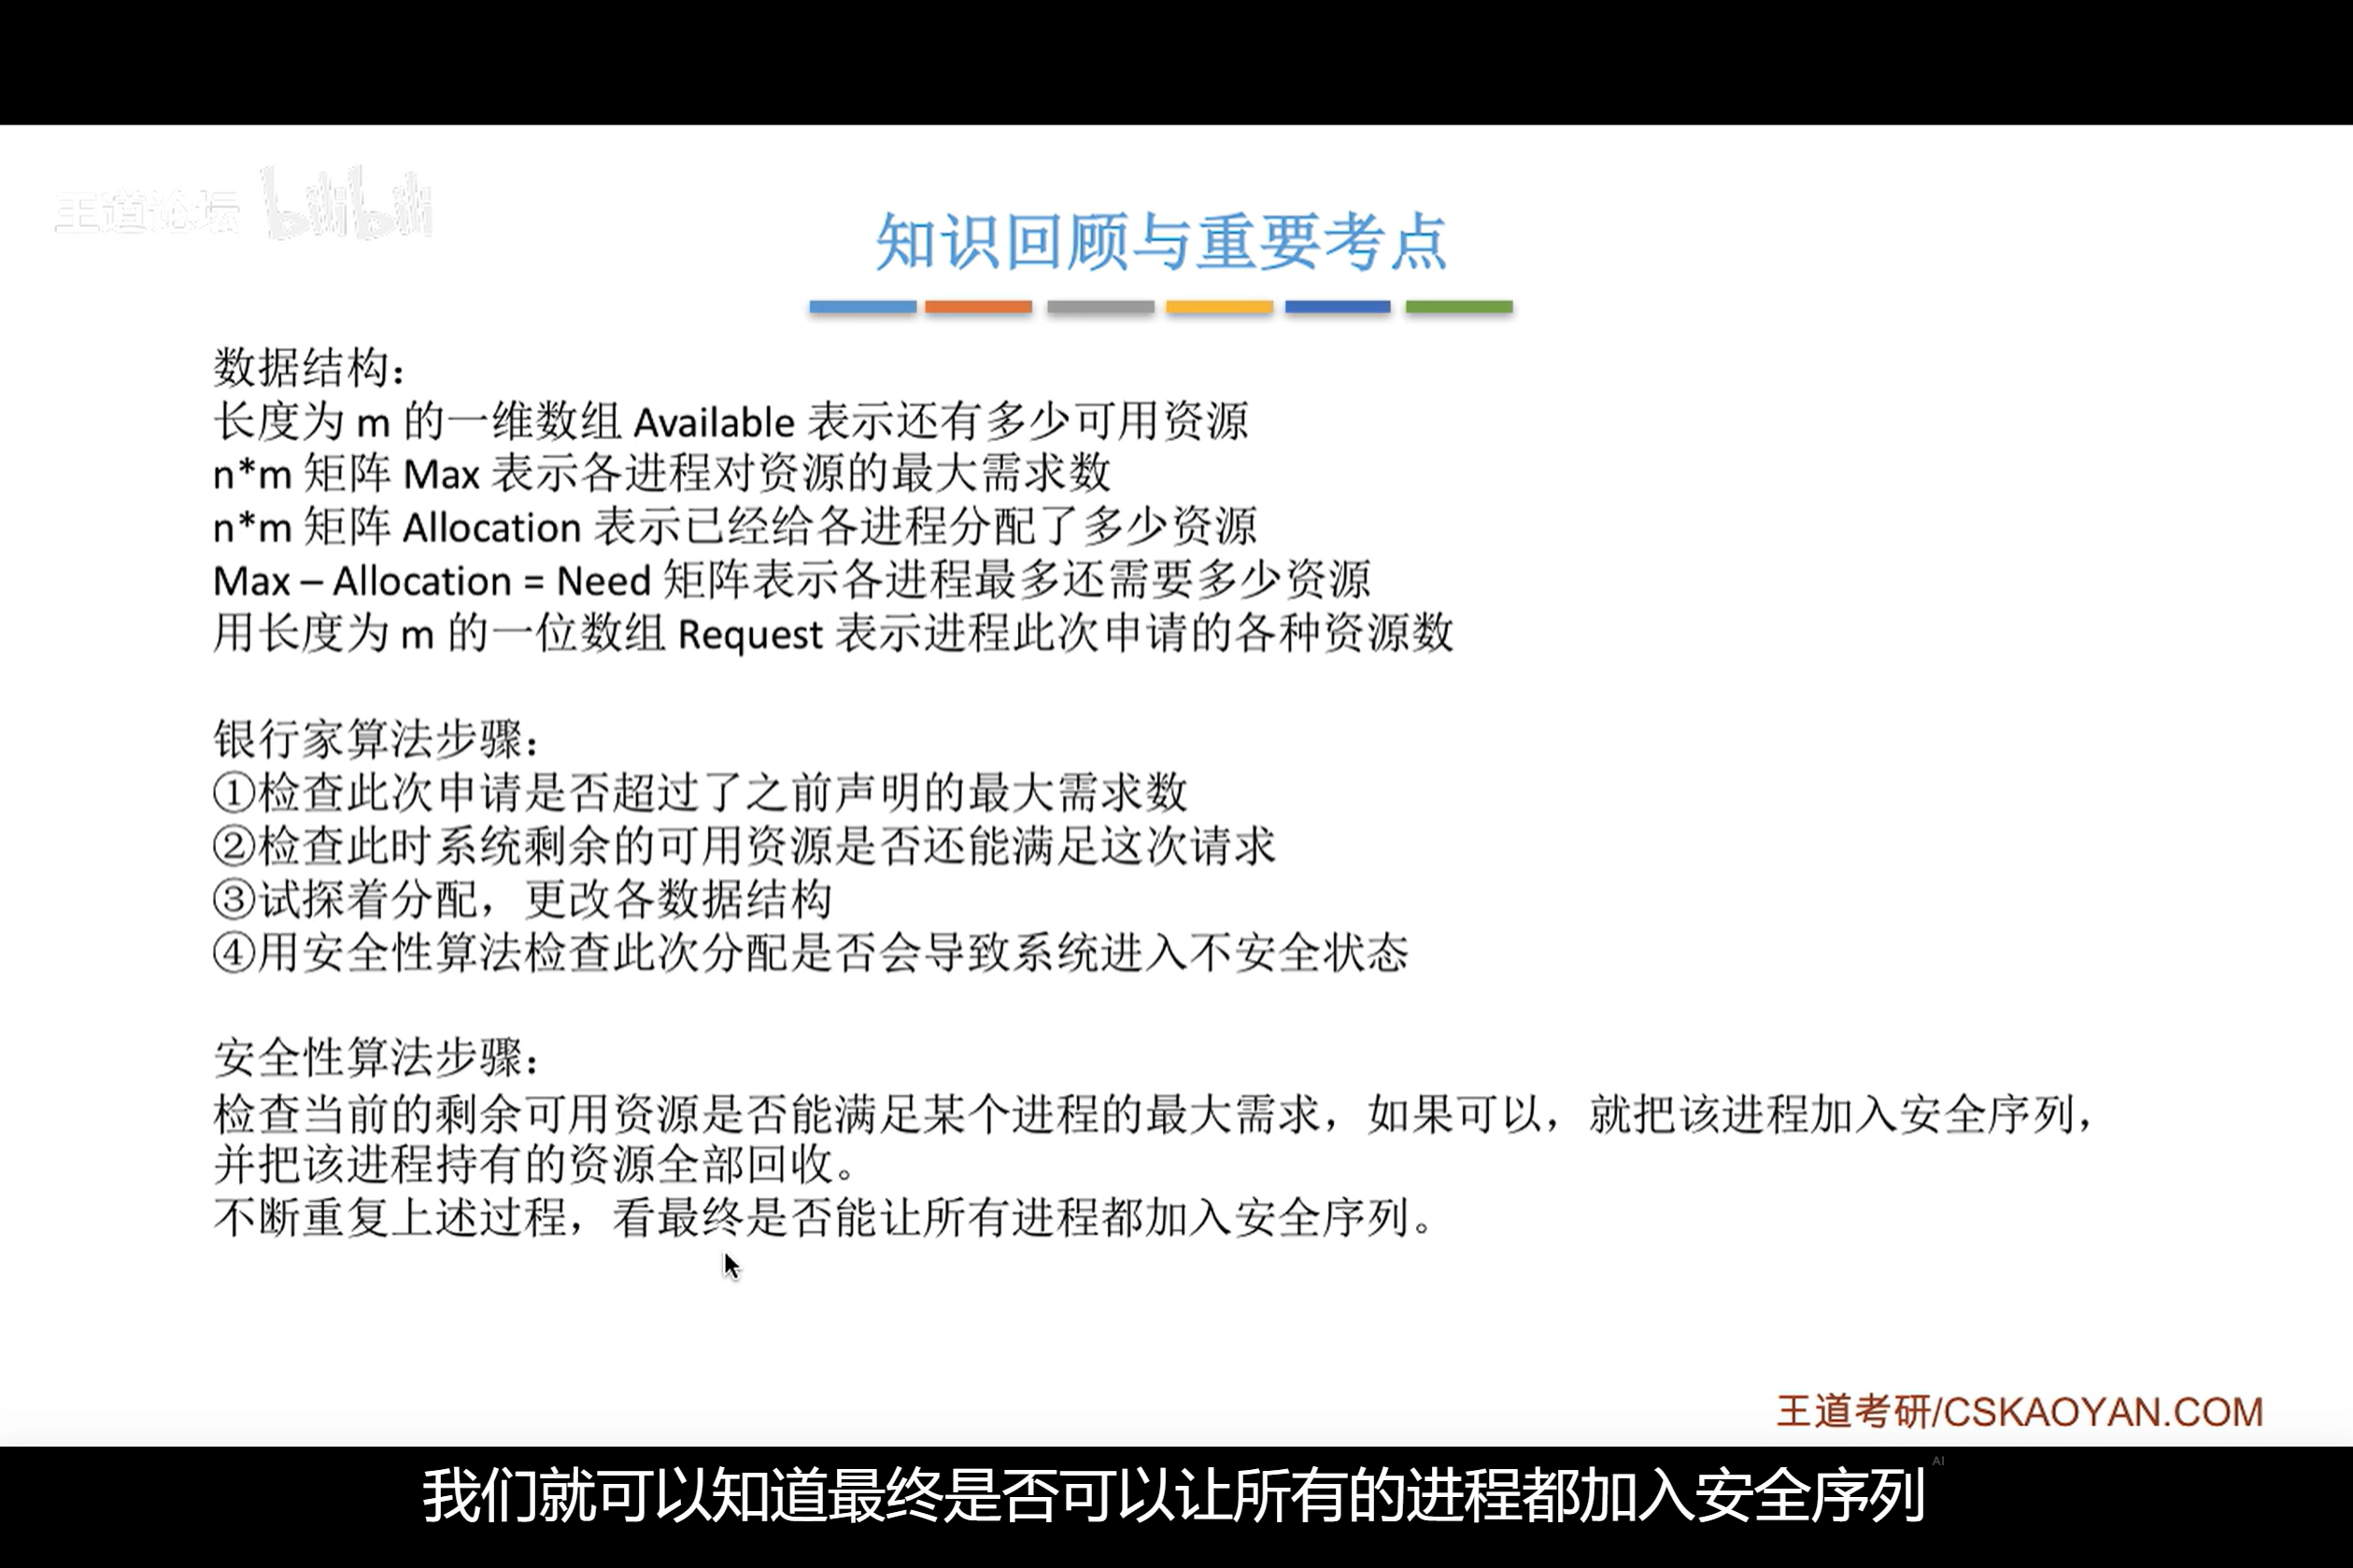 王道论坛 bilibili
知识回顾与重要考点
数据结构：
长度为 m 的一维数组 Available 表示还有多少可用资源
n*m 矩阵 Max 表示各进程对资源的最大需求数
n*m 矩阵 Allocation 表示已经给各进程分配了多少资源
Max – Allocation = Need 矩阵表示各进程最多还需要多少资源
用长度为 m 的一位数组 Request 表示进程此次申请的各种资源数
银行家算法步骤：
①检查此次申请是否超过了之前声明的最大需求数
②检查此时系统剩余的可用资源是否还能满足这次请求
③试探着分配，更改各数据结构
④用安全性算法检查此次分配是否会导致系统进入不安全状态
安全性算法步骤：
检查当前的剩余可用资源是否能满足某个进程的最大需求，如果可以，就把该进程加入安全序列，
并把该进程持有的资源全部回收。
不断重复上述过程，看最终是否能让所有进程都加入安全序列。
王道考研/CSKAOYAN.COM
我们就可以知道最终是否可以让所有的进程都加入安全序列
AI